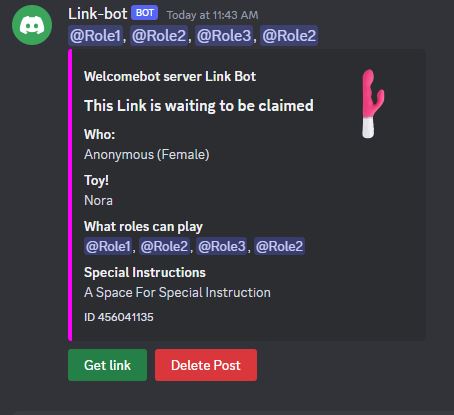 Link-bot BOT Today at 11:43 AM
@Role1, @Role2, @Role3, @Role2
Welcomebot server Link Bot
This Link is waiting to be claimed
Who:
Anonymous (Female)
Toy!
Nora
What roles can play
@Role1, @Role2, @Role3, @Role2
Special Instructions
A Space For Special Instruction
ID 456041135
Get link Delete Post